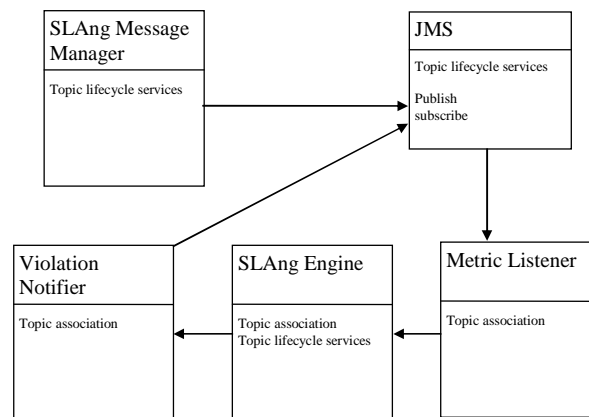 SLAng Message
Manager
Topic lifecycle services
JMS
Topic lifecycle services
Publish
subscribe
Violation
Notifier
Topic association
SLAng Engine
Topic association
Topic lifecycle services
Metric Listener
Topic association